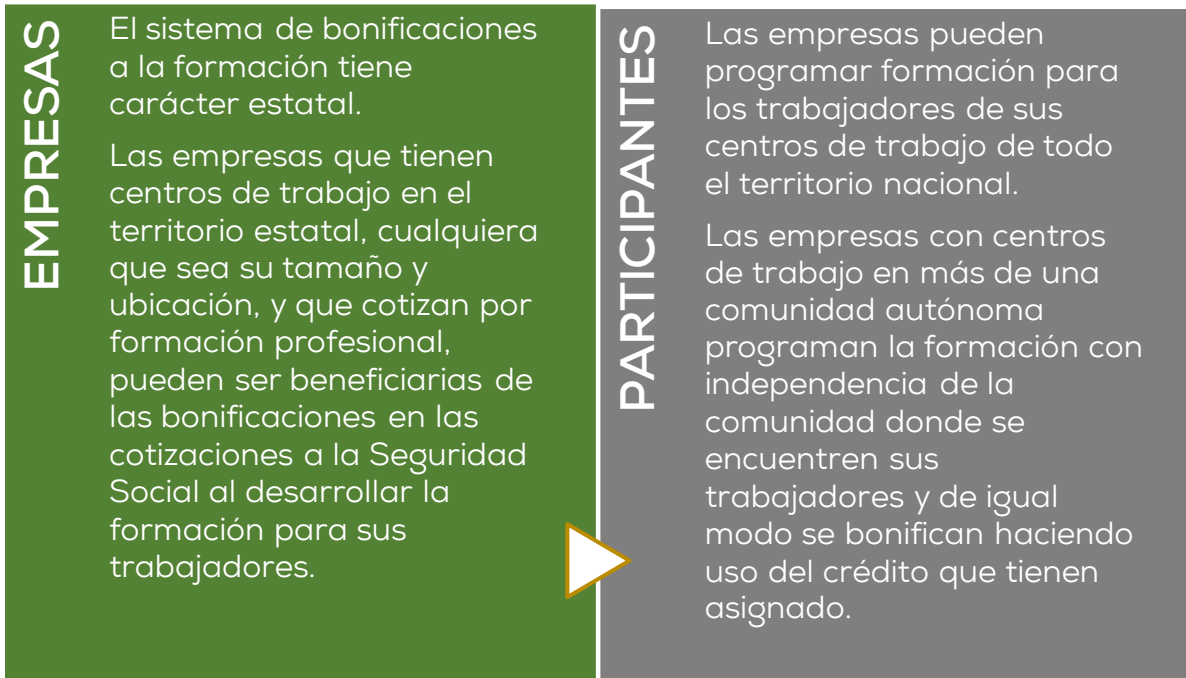 EMPRESAS
El sistema de bonificaciones
a la formación tiene
carácter estatal.
Las empresas que tienen
centros de trabajo en el
territorio estatal, cualquiera
que sea su tamaño y
ubicación, y que cotizan por
formación profesional,
pueden ser beneficiarias de
las bonificaciones en las
cotizaciones a la Seguridad
Social al desarrollar la
formación para sus
trabajadores.
PARTICIPANTES
Las empresas pueden
programar formación para
los trabajadores de sus
centros de trabajo de todo
el territorio nacional.
Las empresas con centros
de trabajo en más de una
comunidad autónoma
programan la formación con
independencia de la
comunidad donde se
encuentren sus
trabajadores y de igual
modo se bonifican haciendo
uso del crédito que tienen
asignado.